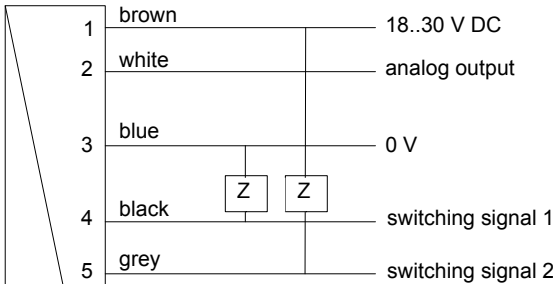 1 brown 18..30 V DC
2 white analog output
3 blue 0 V
Z Z
4 black switching signal 1
5 grey switching signal 2